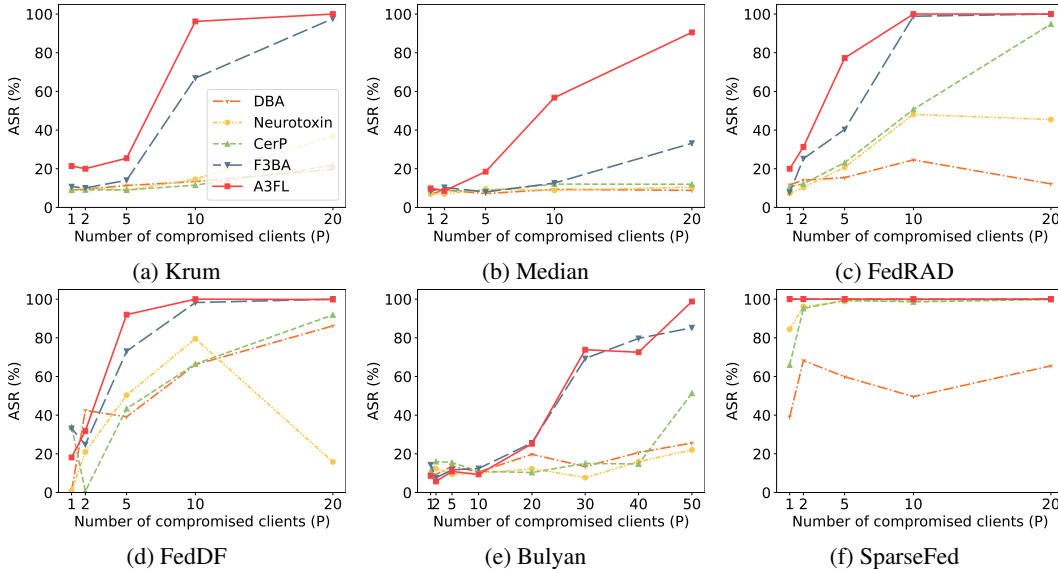 100
80
60
40
20
0
ASR (%)
1 2 5 10 20
Number of compromised clients (P)
DBA
Neurotoxin
CerP
F3BA
A3FL
(a) Krum
100
80
60
40
20
0
ASR (%)
1 2 5 10 20
Number of compromised clients (P)
(b) Median
100
80
60
40
20
0
ASR (%)
1 2 5 10 20
Number of compromised clients (P)
(c) FedRAD
100
80
60
40
20
0
ASR (%)
1 2 5 10 20
Number of compromised clients (P)
(d) FedDF
100
80
60
40
20
0
ASR (%)
1 2 5 10 20 30 40 50
Number of compromised clients (P)
(e) Bulyan
100
80
60
40
20
0
ASR (%)
1 2 5 10 20
Number of compromised clients (P)
(f) SparseFed